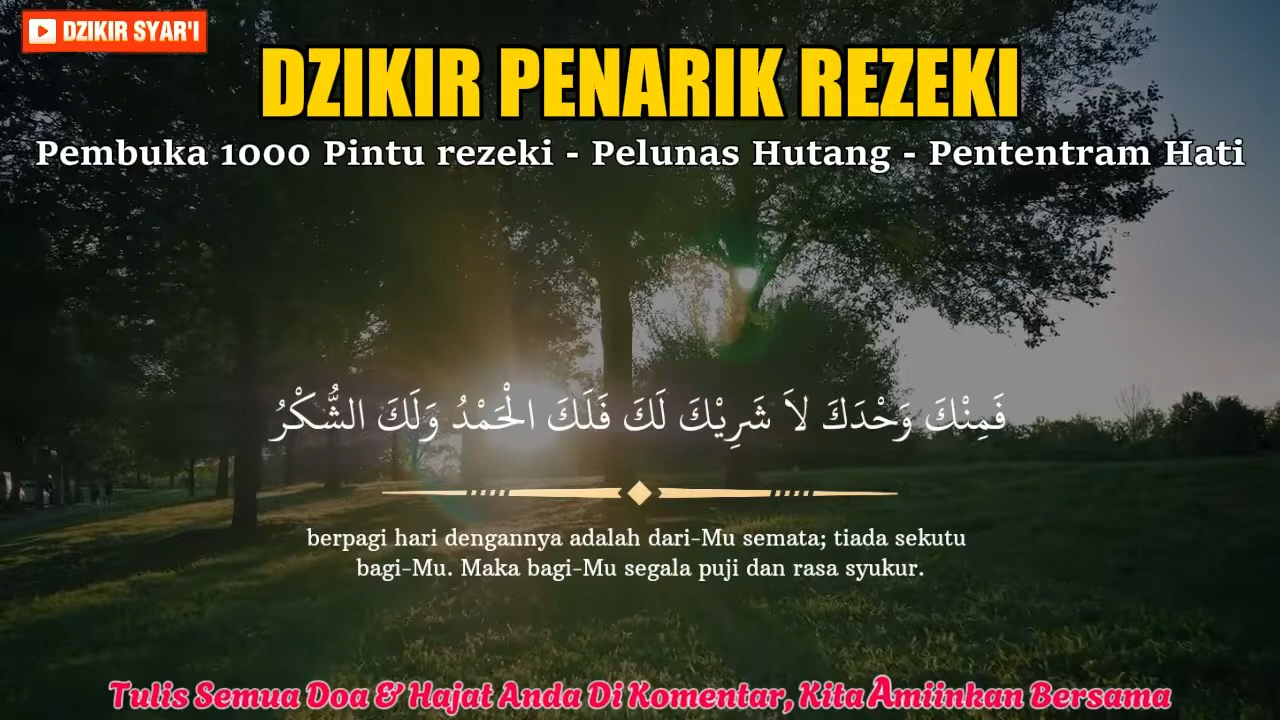 DZIKIR SYAR'I
DZIKIR PENARIK REZEKI
Pembuka 1000 Pintu rezeki - Pelunas Hutang - Pententram Hati
فَمِنْكَ وَحْدَكَ لاَ شَرِيْكَ لَكَ فَلَكَ الْحَمْدُ وَلَكَ الشُّكْرُ
berpagi hari dengannya adalah dari-Mu semata; tiada sekutu
bagi-Mu. Maka bagi-Mu segala puji dan rasa syukur.
Tulis Semua Doa & Hajat Anda Di Komentar, Kita Amiinkan Bersama